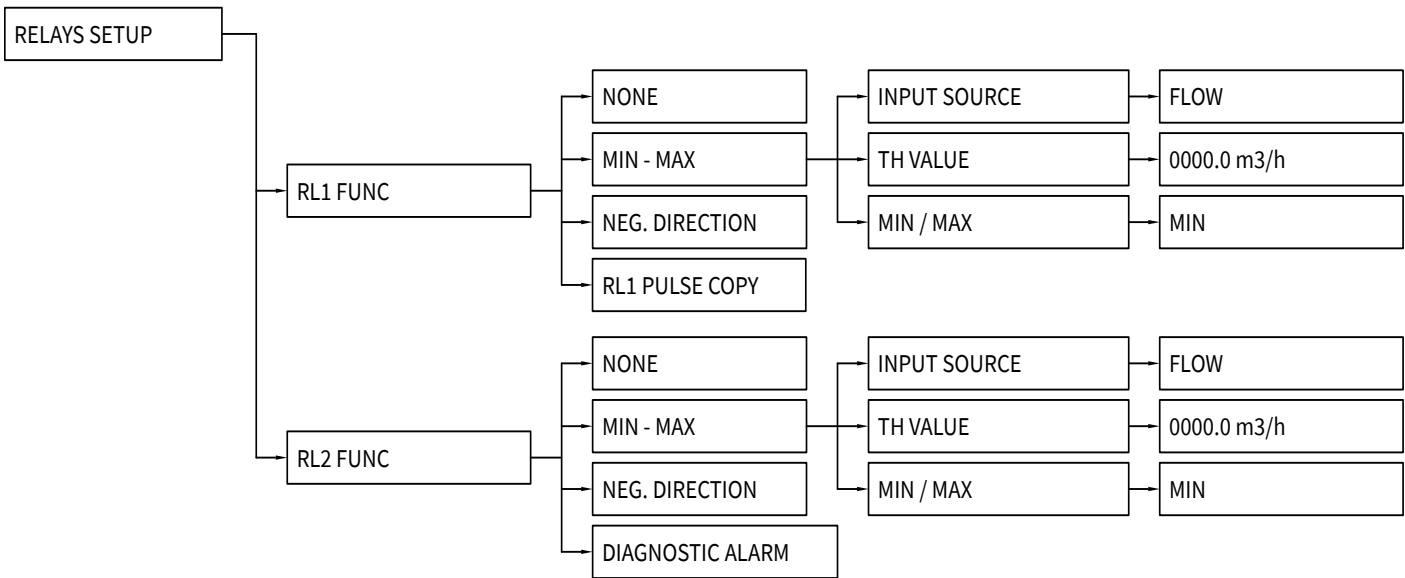 RELAYS SETUP
RL1 FUNC
NONE
MIN - MAX
NEG. DIRECTION
RL1 PULSE COPY
INPUT SOURCE
FLOW
TH VALUE
0000.0 m3/h
MIN / MAX
MIN
RL2 FUNC
NONE
MIN - MAX
NEG. DIRECTION
DIAGNOSTIC ALARM
INPUT SOURCE
FLOW
TH VALUE
0000.0 m3/h
MIN / MAX
MIN